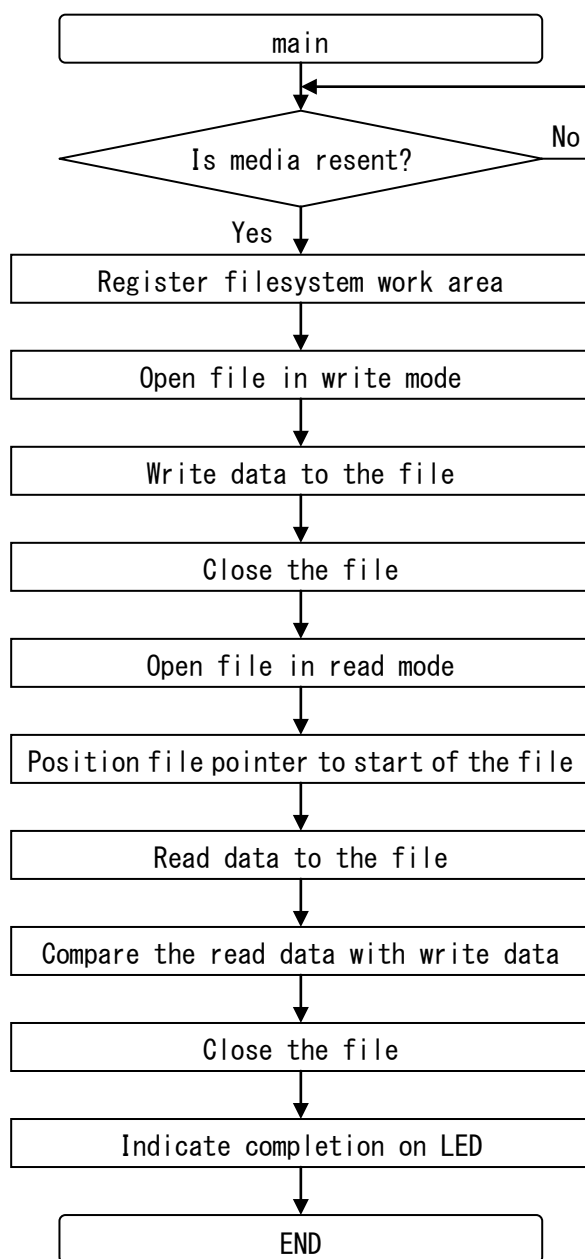 main
Is media resent?
No
Yes
Register filesystem work area
Open file in write mode
Write data to the file
Close the file
Open file in read mode
Position file pointer to start of the file
Read data to the file
Compare the read data with write data
Close the file
Indicate completion on LED
END